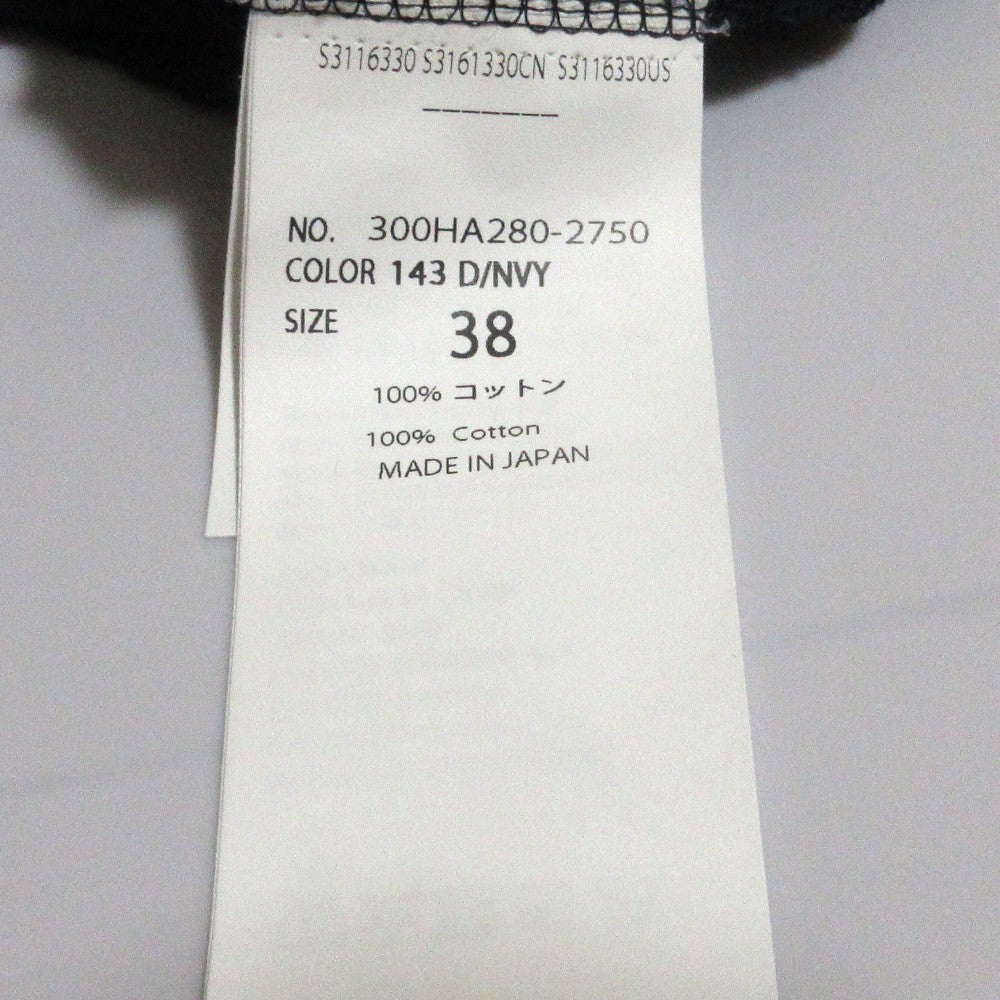 S3116330 S3161330CN S3116330US
_______
NO. 300HA280-2750
COLOR 143 D/NVY
SIZE 38
100% コットン
100% Cotton
MADE IN JAPAN